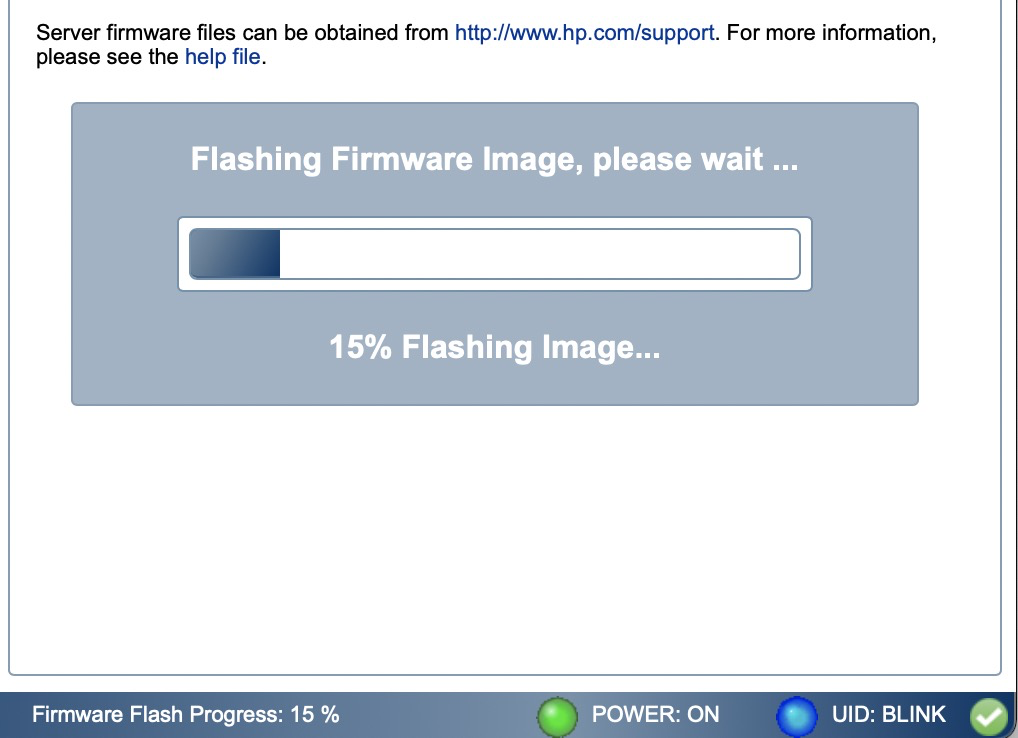 Server firmware files can be obtained from http://www.hp.com/support. For more information,
please see the help file.
Flashing Firmware Image, please wait ...
15% Flashing Image...
Firmware Flash Progress: 15 %
POWER: ON
UID: BLINK